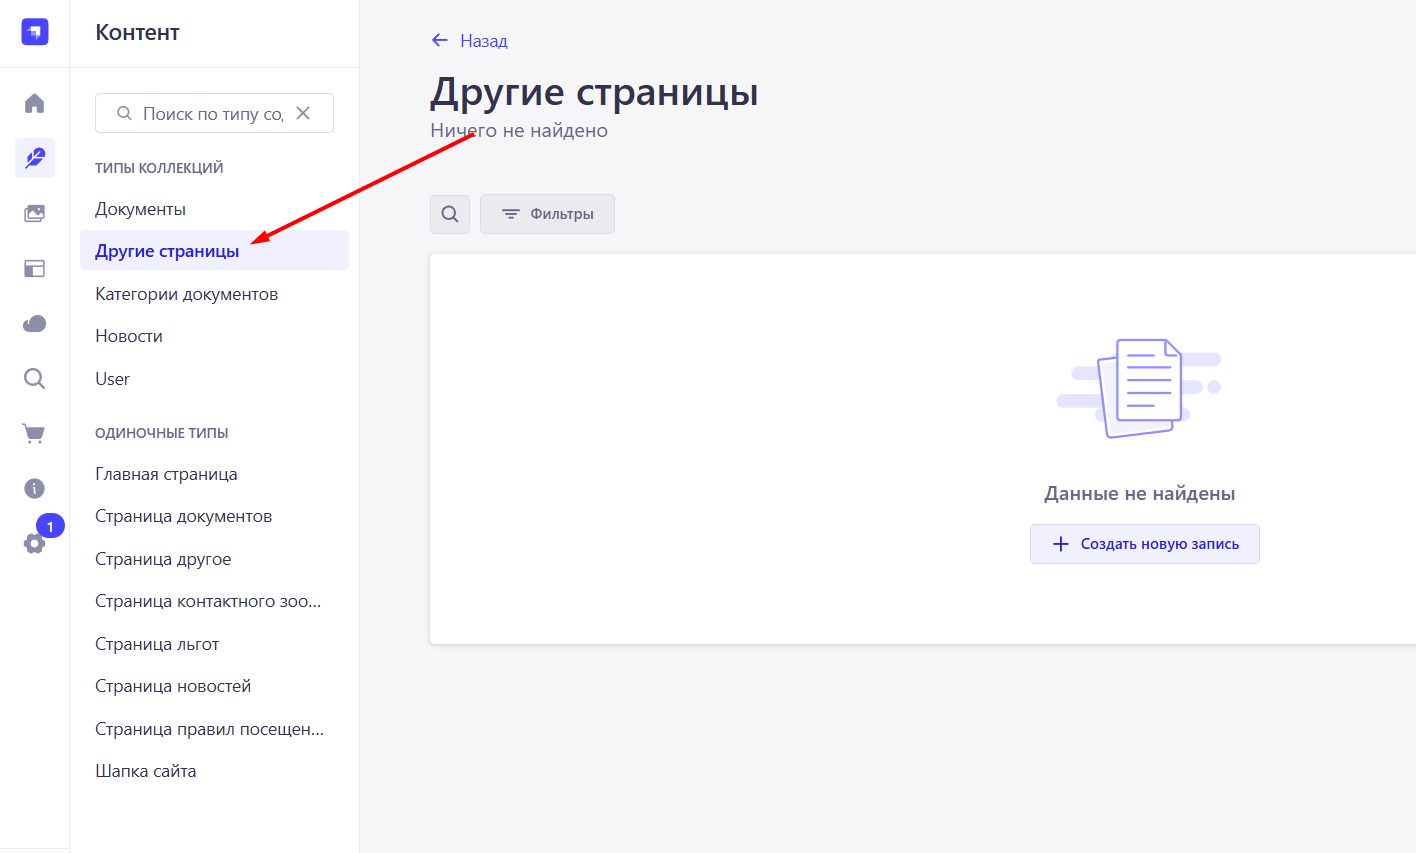 Контент
Поиск по типу со
ТИПЫ КОЛЛЕКЦИЙ
Документы
Другие страницы
Категории документов
Новости
User
ОДИНОЧНЫЕ ТИПЫ
Главная страница
Страница документов
Страница другое
Страница контактного зоо...
Страница льгот
Страница новостей
Страница правил посещен...
Шапка сайта
1
Назад
Другие страницы
Ничего не найдено
Фильтры
Данные не найдены
Создать новую запись